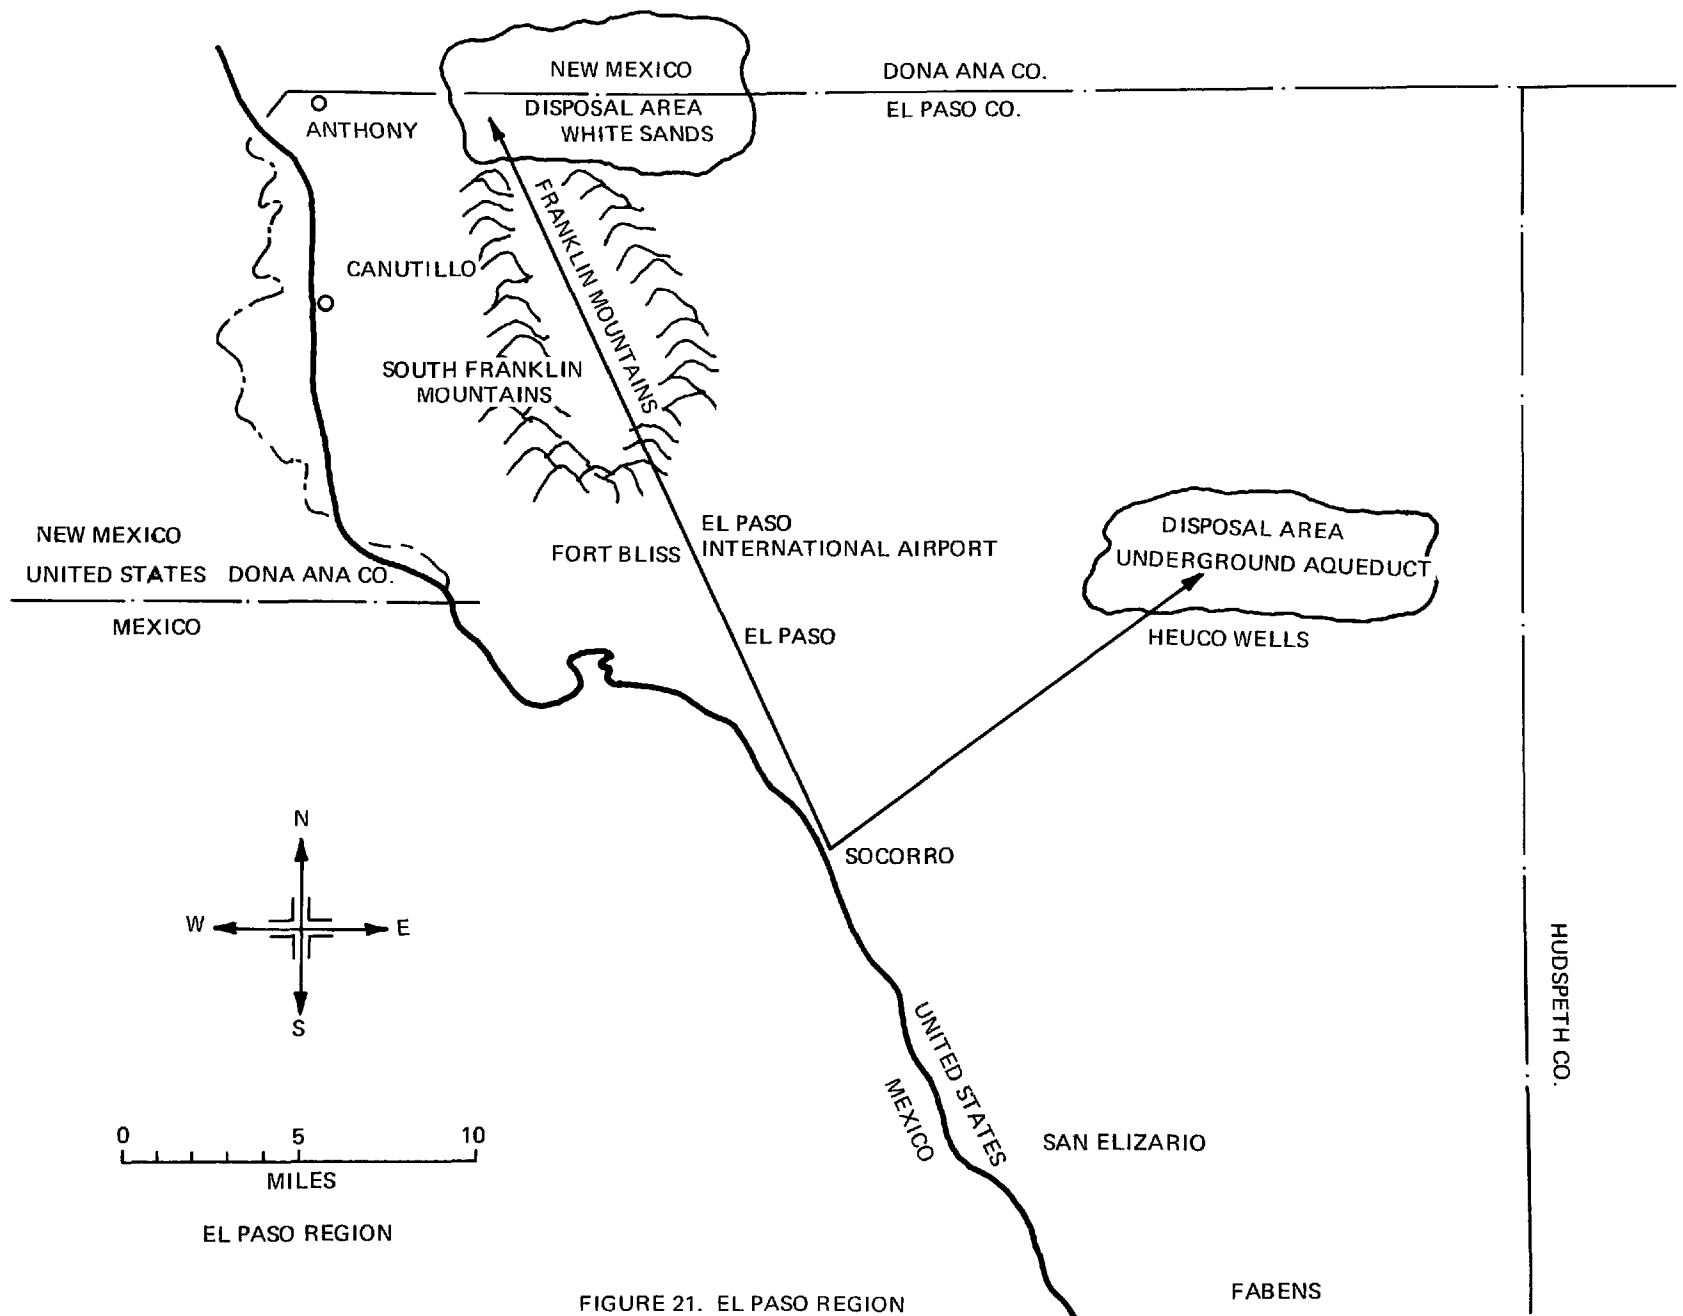 NEW MEXICO
DONA ANA CO.
DISPOSAL AREA
EL PASO CO.
WHITE SANDS
ANTHONY
FRANKLIN MOUNTAINS
CANUTILLO
SOUTH FRANKLIN
MOUNTAINS
EL PASO
INTERNATIONAL AIRPORT
FORT BLISS
DISPOSAL AREA
UNDERGROUND AQUEDUCT
HEUCO WELLS
NEW MEXICO
UNITED STATES DONA ANA CO.
MEXICO
EL PASO
SOCORRO
N
W
E
S
HUDSPETH CO.
UNITED STATES
MEXICO
SAN ELIZARIO
0 5 10
MILES
EL PASO REGION
FABENS
FIGURE 21. EL PASO REGION